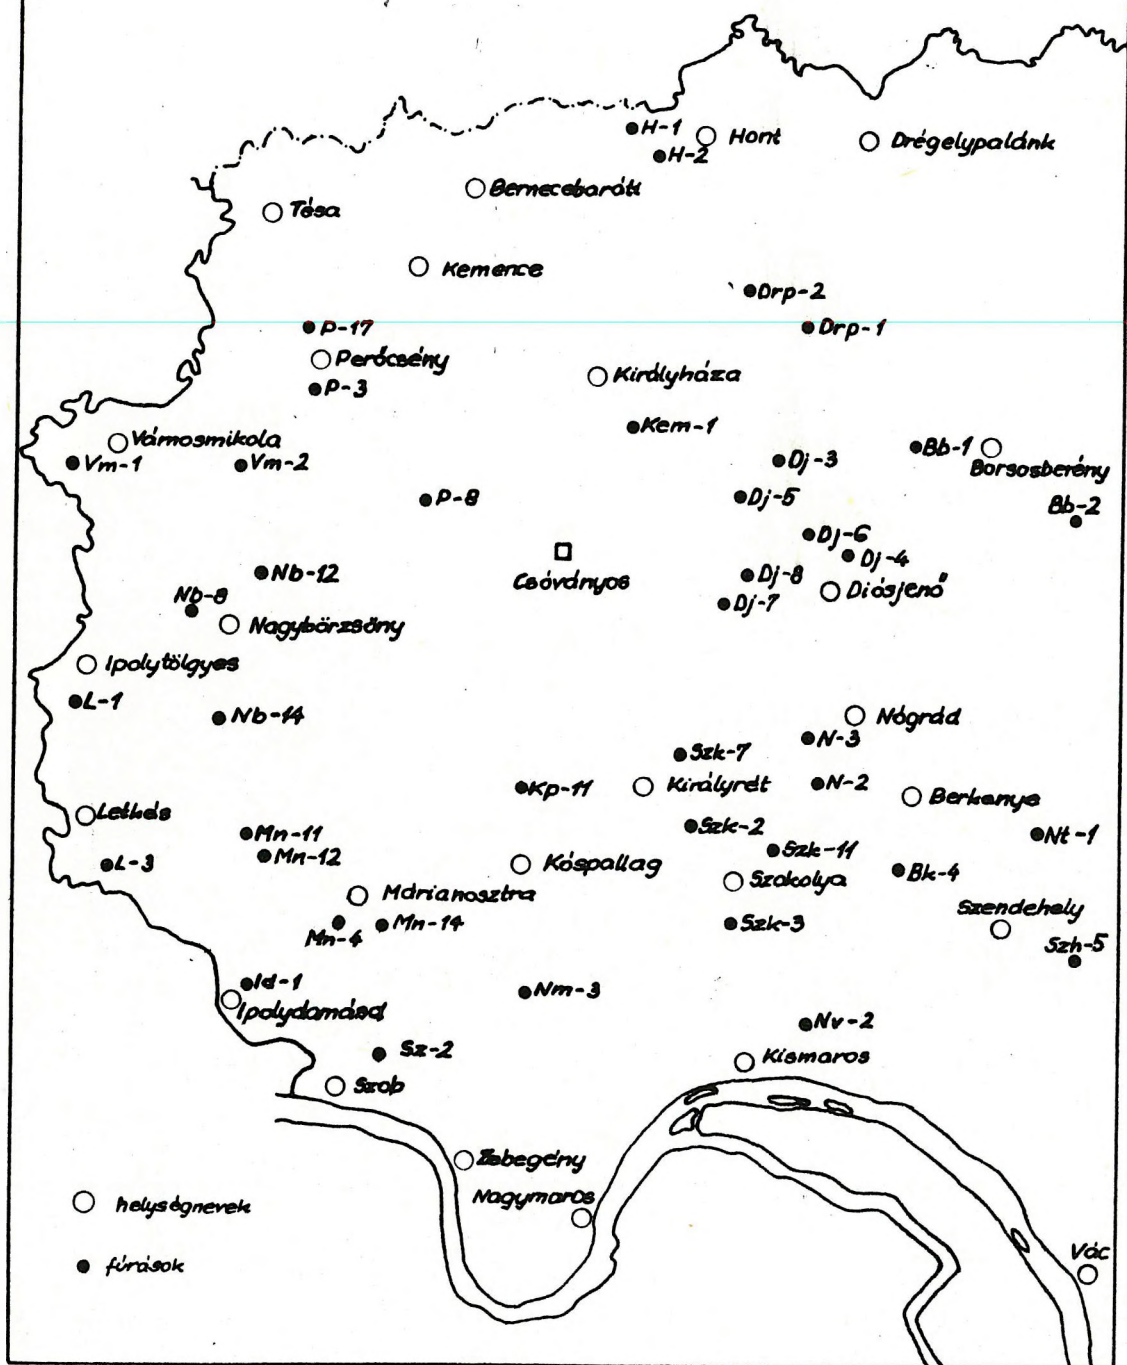 H-1
Hont
Drégelypalánk
H-2
Bernecebaráti
Tésa
Kemence
Drp-2
P-17
Drp-1
Perőcsény
Királyháza
P-3
Kem-1
Vámosmikola
Bb-1
Vm-1
Vm-2
Dj-3
Borsosberény
P-8
Dj-5
Bb-2
Dj-6
Dj-4
Nb-12
Csóványos
Dj-8
Diósjenő
Nb-8
Dj-7
Nagybörzsöny
Ipolytölgyes
L-1
Nb-14
Nógrád
N-3
Szk-7
Kp-11
Királyrét
N-2
Berkenye
Letkés
Mn-11
Szk-2
Nt-1
Mn-12
Szk-11
L-3
Kóspallag
Bk-4
Szokolya
Márianosztra
Szendehely
Mn-4
Mn-14
Szk-3
Szh-5
Id-1
Nm-3
Ipolydamásd
Nv-2
Sz-2
Kismaros
Szob
Zebegény
Nagymaros
helységnevek
Vác
fúrások